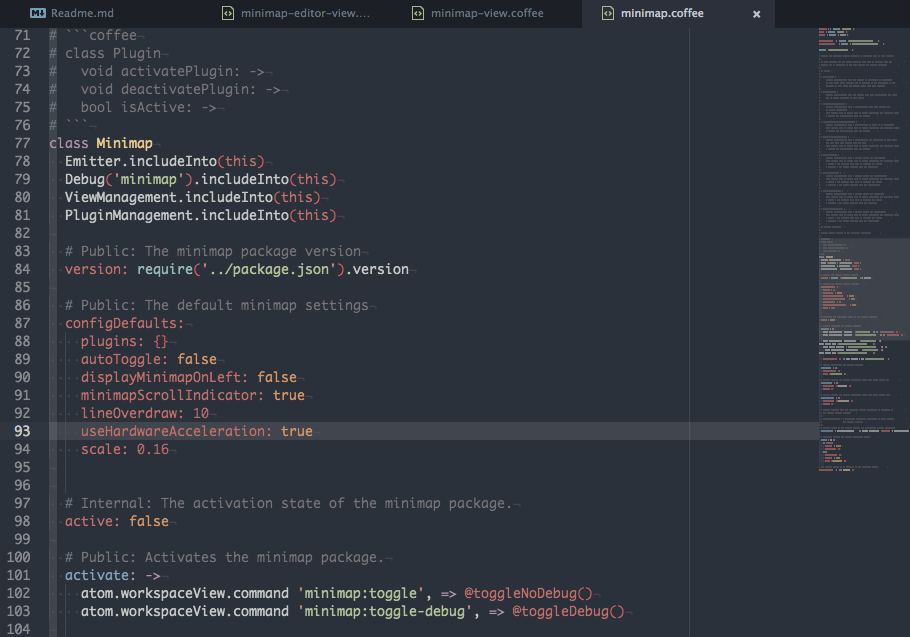 Readme.md minimap-editor-view.... minimap-view.coffee minimap.coffee ×
71 # ```coffee
72 # class Plugin
73 #   void activatePlugin: ->
74 #   void deactivatePlugin: ->
75 #   bool isActive: ->
76 # ```
77 class Minimap
78   Emitter.includeInto(this)
79   Debug('minimap').includeInto(this)
80   ViewManagement.includeInto(this)
81   PluginManagement.includeInto(this)
82
83   # Public: The minimap package version
84   version: require('../package.json').version
85
86   # Public: The default minimap settings
87   configDefaults:
88     plugins: {}
89     autoToggle: false
90     displayMinimapOnLeft: false
91     minimapScrollIndicator: true
92     lineOverdraw: 10
93     useHardwareAcceleration: true
94     scale: 0.16
95
96
97   # Internal: The activation state of the minimap package.
98   active: false
99
100   # Public: Activates the minimap package.
101   activate: ->
102     atom.workspaceView.command 'minimap:toggle', => @toggleNoDebug()
103     atom.workspaceView.command 'minimap:toggle-debug', => @toggleDebug()
104